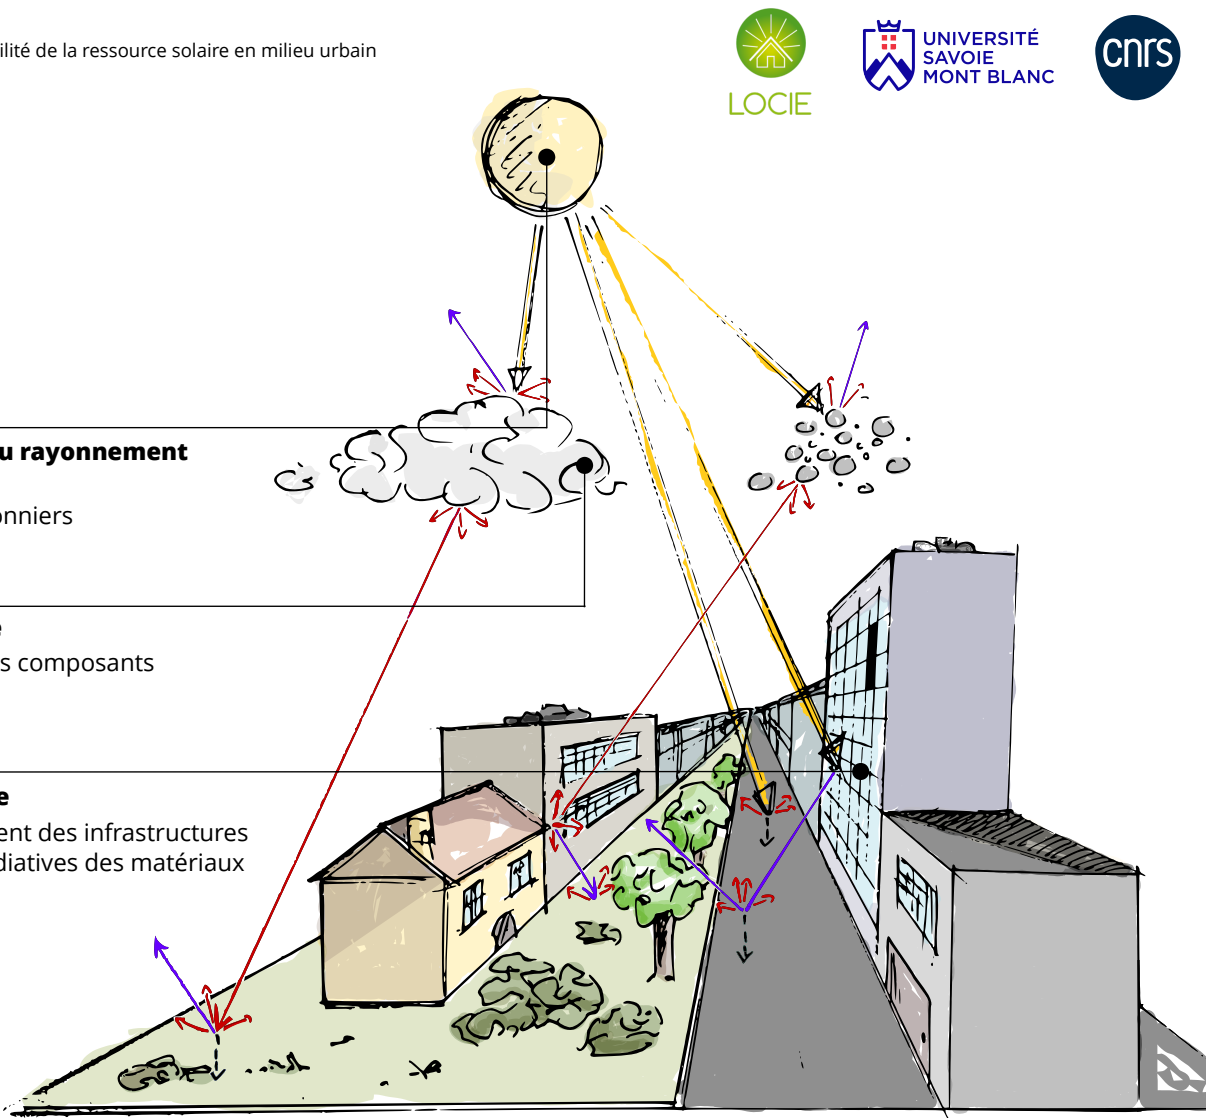 ilité de la ressource solaire en milieu urbain
LOCIE
UNIVERSITÉ
SAVOIE
MONT BLANC
cnrs
u rayonnement
onniers
e
s composants
e
ent des infrastructures
diatives des matériaux